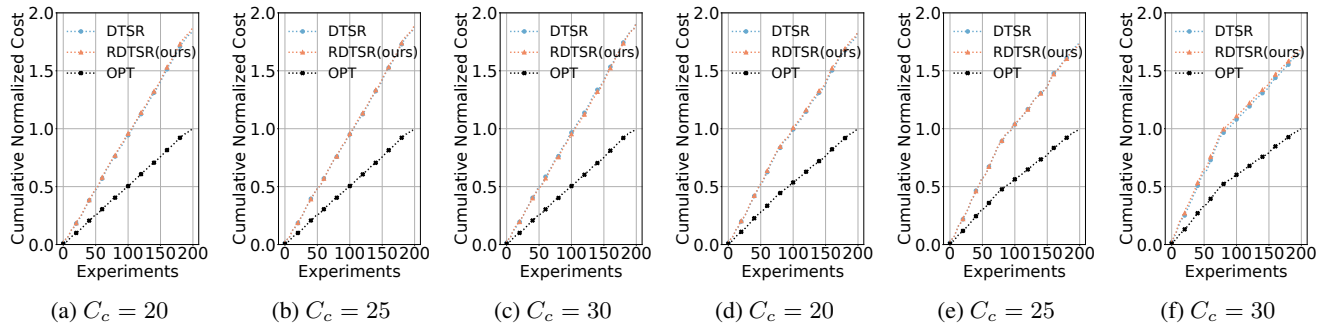 Cumulative Normalized Cost
2.0
1.5
1.0
0.5
0.0
DTSR
RDTSR(ours)
OPT
0 50 100 150 200
Experiments
(a) C_c = 20
Cumulative Normalized Cost
2.0
1.5
1.0
0.5
0.0
DTSR
RDTSR(ours)
OPT
0 50 100 150 200
Experiments
(b) C_c = 25
Cumulative Normalized Cost
2.0
1.5
1.0
0.5
0.0
DTSR
RDTSR(ours)
OPT
0 50 100 150 200
Experiments
(c) C_c = 30
Cumulative Normalized Cost
2.0
1.5
1.0
0.5
0.0
DTSR
RDTSR(ours)
OPT
0 50 100 150 200
Experiments
(d) C_c = 20
Cumulative Normalized Cost
2.0
1.5
1.0
0.5
0.0
DTSR
RDTSR(ours)
OPT
0 50 100 150 200
Experiments
(e) C_c = 25
Cumulative Normalized Cost
2.0
1.5
1.0
0.5
0.0
DTSR
RDTSR(ours)
OPT
0 50 100 150 200
Experiments
(f) C_c = 30